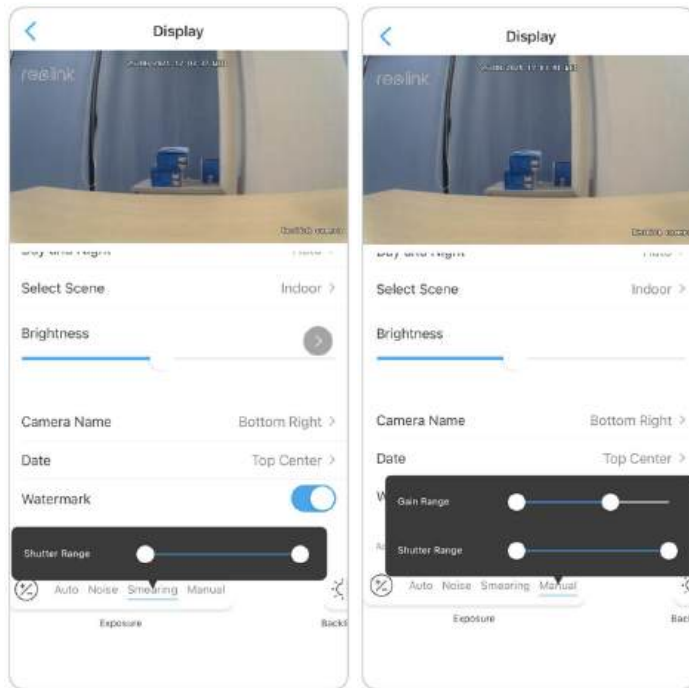 Display
reolink
Select Scene
Indoor >
Brightness
Camera Name
Bottom Right >
Date
Top Center >
Watermark
Shutter Range
Auto Noise Smearing Manual
Exposure
Display
reolink
Select Scene
Indoor >
Brightness
Camera Name
Bottom Right >
Date
Top Center >
W
Gain Range
Shutter Range
Auto Noise Smearing Manual
Exposure